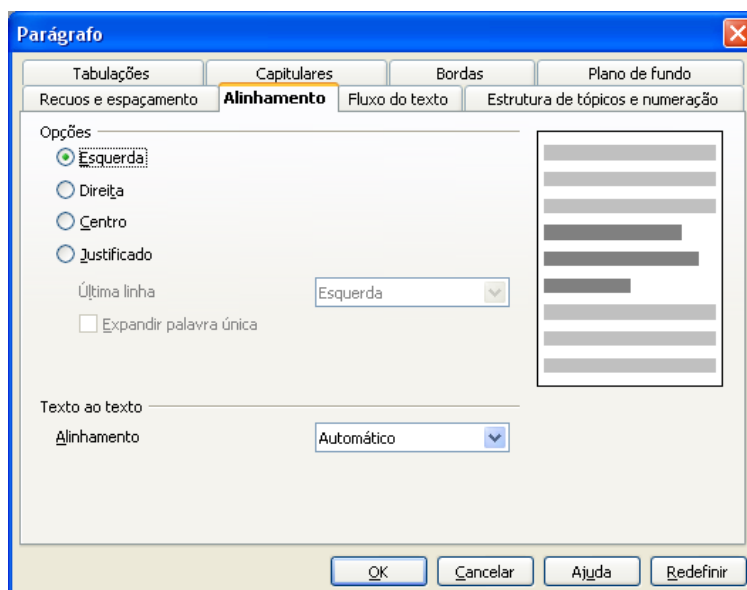 Parágrafo
Tabulações Capitulares Bordas Plano de fundo
Recuos e espaçamento Alinhamento Fluxo do texto Estrutura de tópicos e numeração
Opções
Esquerda
Direita
Centro
Justificado
Última linha Esquerda
Expandir palavra única
Texto ao texto
Alinhamento Automático
OK Cancelar Ajuda Redefinir